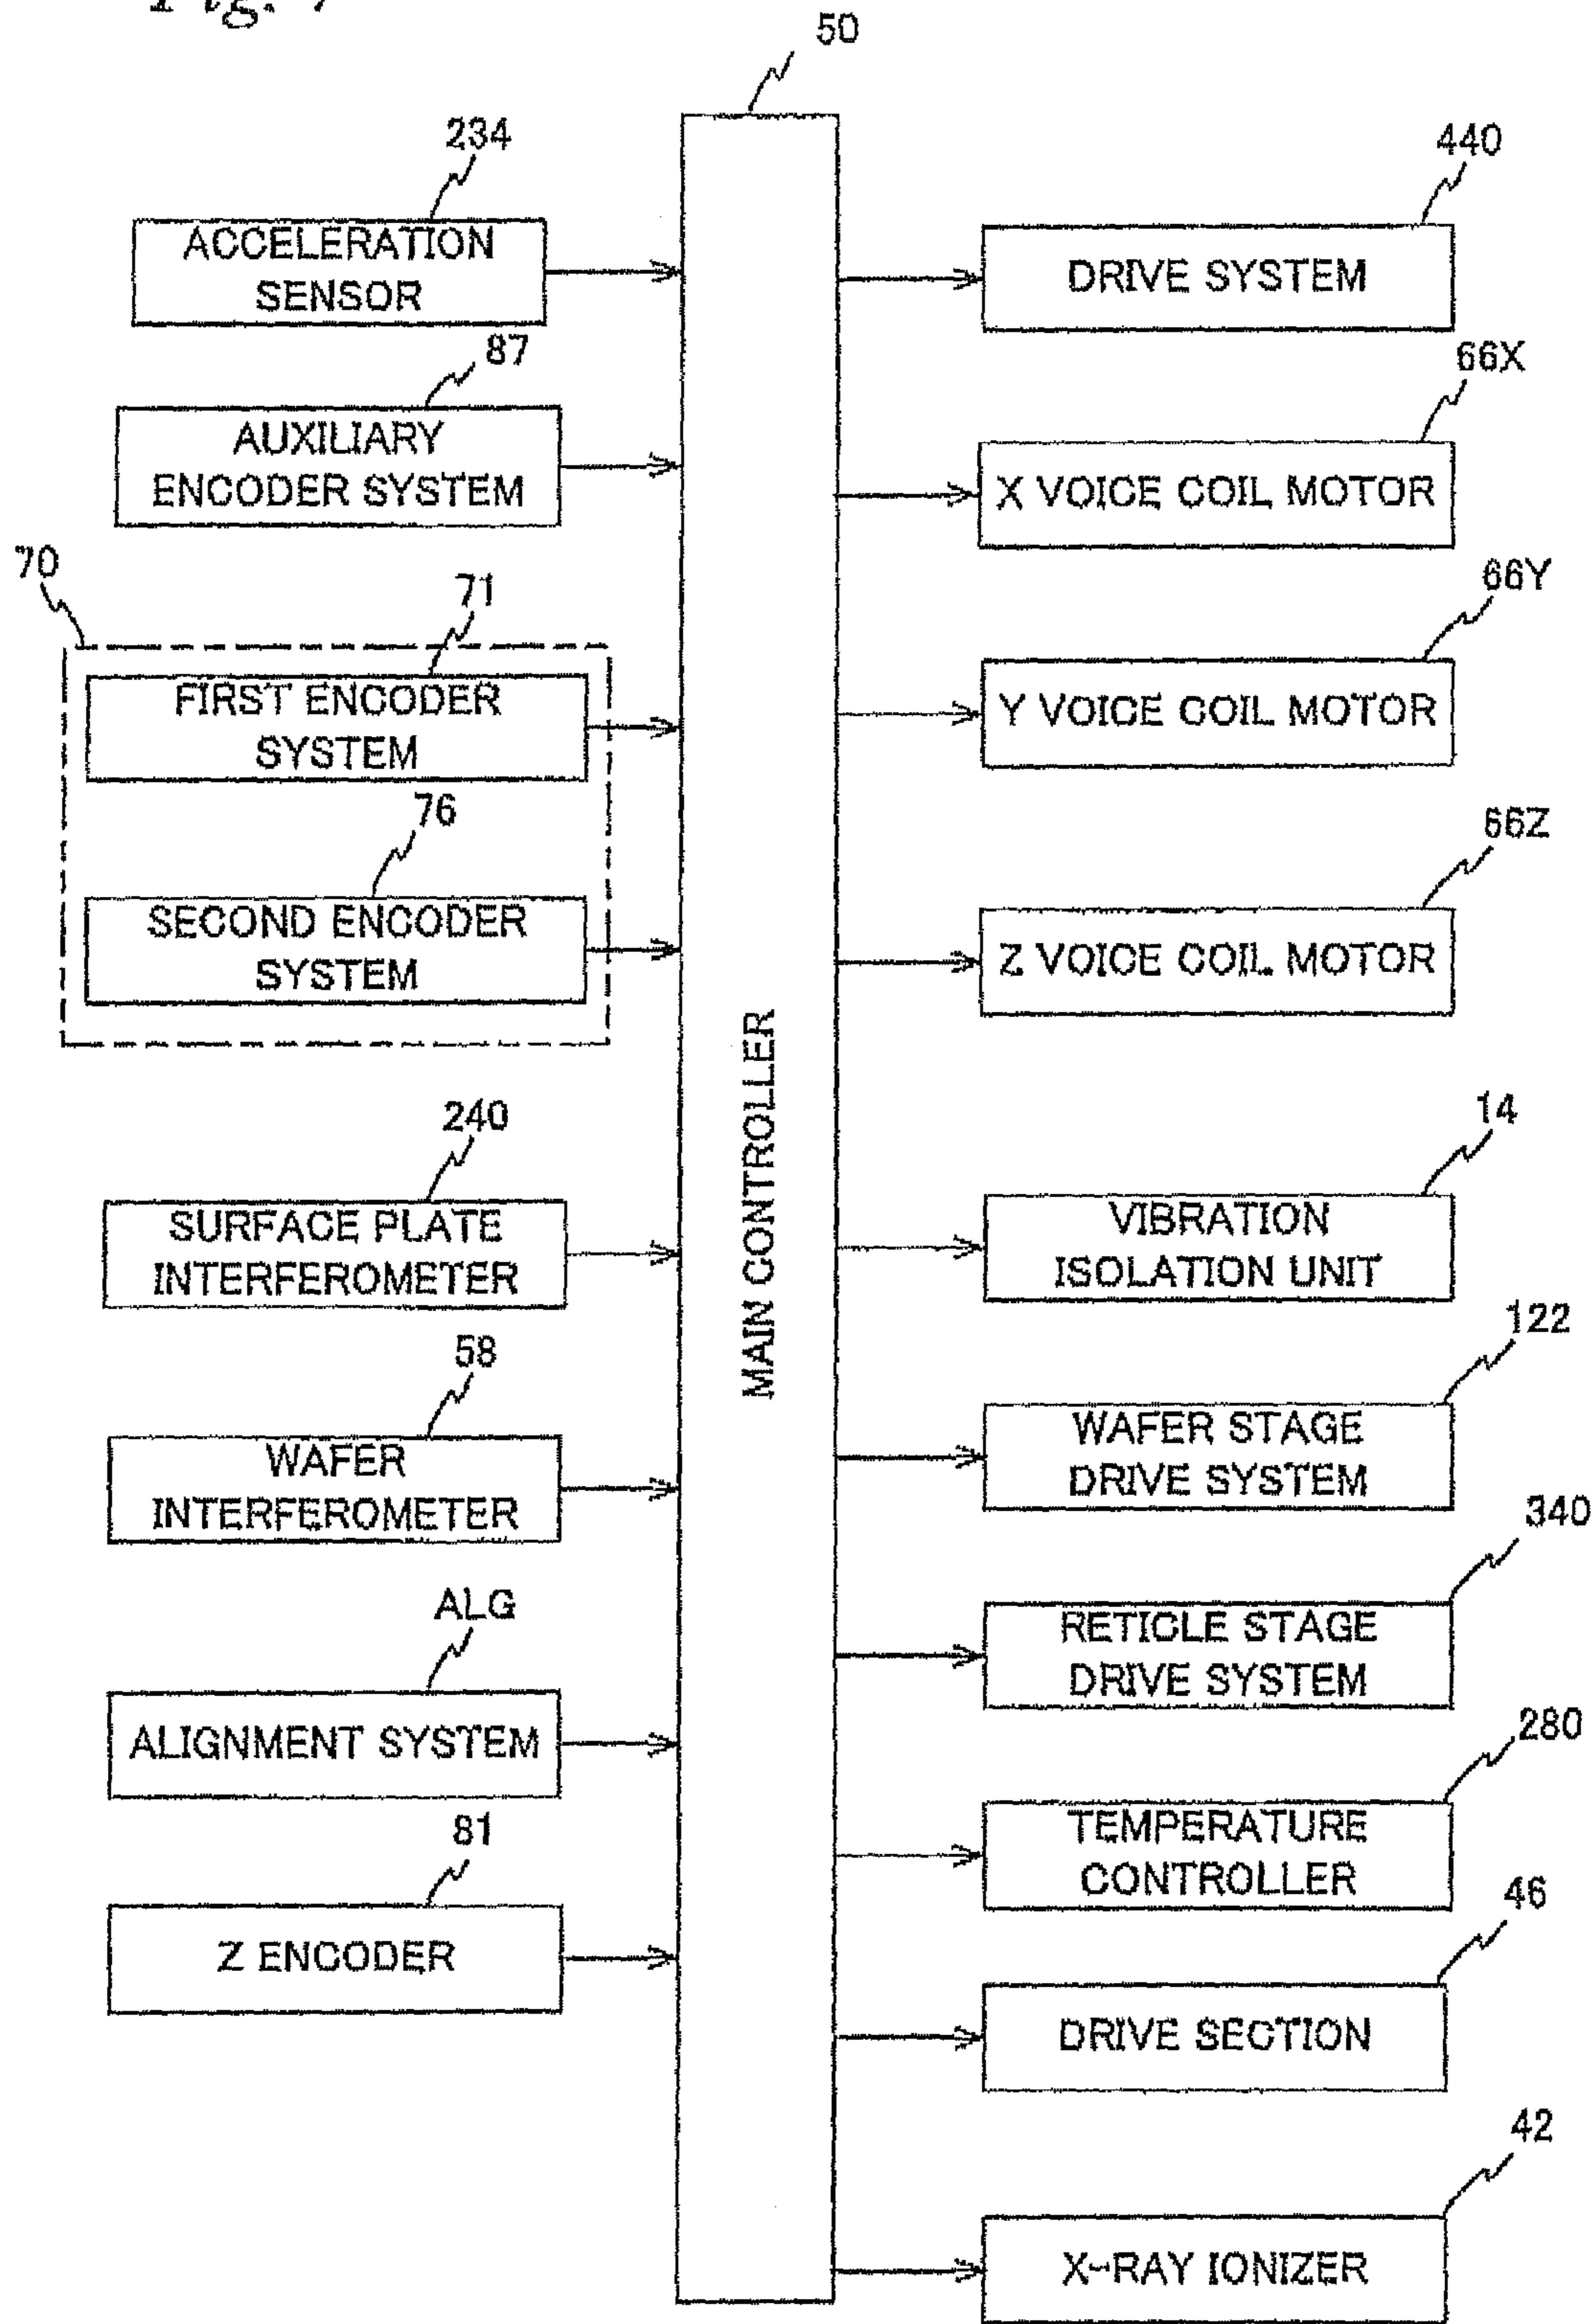 Fig. 7
50
234
ACCELERATION
SENSOR
87
AUXILIARY
ENCODER SYSTEM
70
71
FIRST ENCODER
SYSTEM
76
SECOND ENCODER
SYSTEM
240
SURFACE PLATE
INTERFEROMETER
58
WAFER
INTERFEROMETER
ALG
ALIGNMENT SYSTEM
81
Z ENCODER
MAIN CONTROLLER
440
DRIVE SYSTEM
66X
X VOICE COIL MOTOR
66Y
Y VOICE COIL MOTOR
66Z
Z VOICE COIL MOTOR
14
VIBRATION
ISOLATION UNIT
122
WAFER STAGE
DRIVE SYSTEM
340
RETICLE STAGE
DRIVE SYSTEM
280
TEMPERATURE
CONTROLLER
46
DRIVE SECTION
42
X-RAY IONIZER